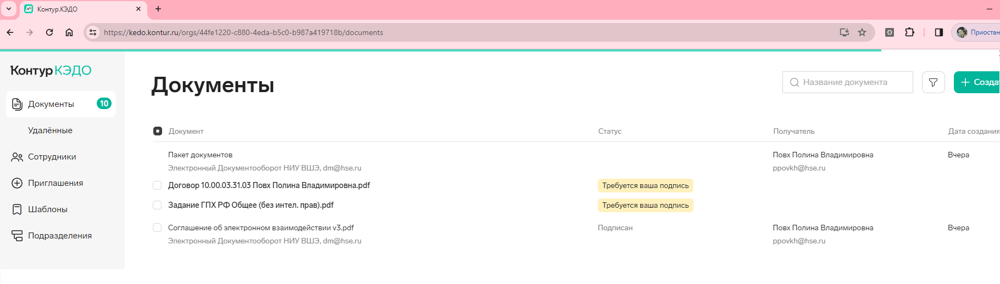 Контур.КЭДО
https://kedo.kontur.ru/orgs/44fe1220-c880-4eda-b5c0-b987a419718b/documents
Приостан
Контур КЭДО
Документы 10
Удалённые
Сотрудники
Приглашения
Шаблоны
Подразделения
Документы
Название документа
Созда
Документ Статус Получатель Дата создания
Пакет документов Повх Полина Владимировна Вчера
Электронный Документооборот НИУ ВШЭ, dm@hse.ru ppovkh@hse.ru
Договор 10.00.03.31.03 Повх Полина Владимировна.pdf Требуется ваша подпись
Задание ГПХ РФ Общее (без интел. прав).pdf Требуется ваша подпись
Соглашение об электронном взаимодействии v3.pdf Подписан Повх Полина Владимировна Вчера
Электронный Документооборот НИУ ВШЭ, dm@hse.ru ppovkh@hse.ru